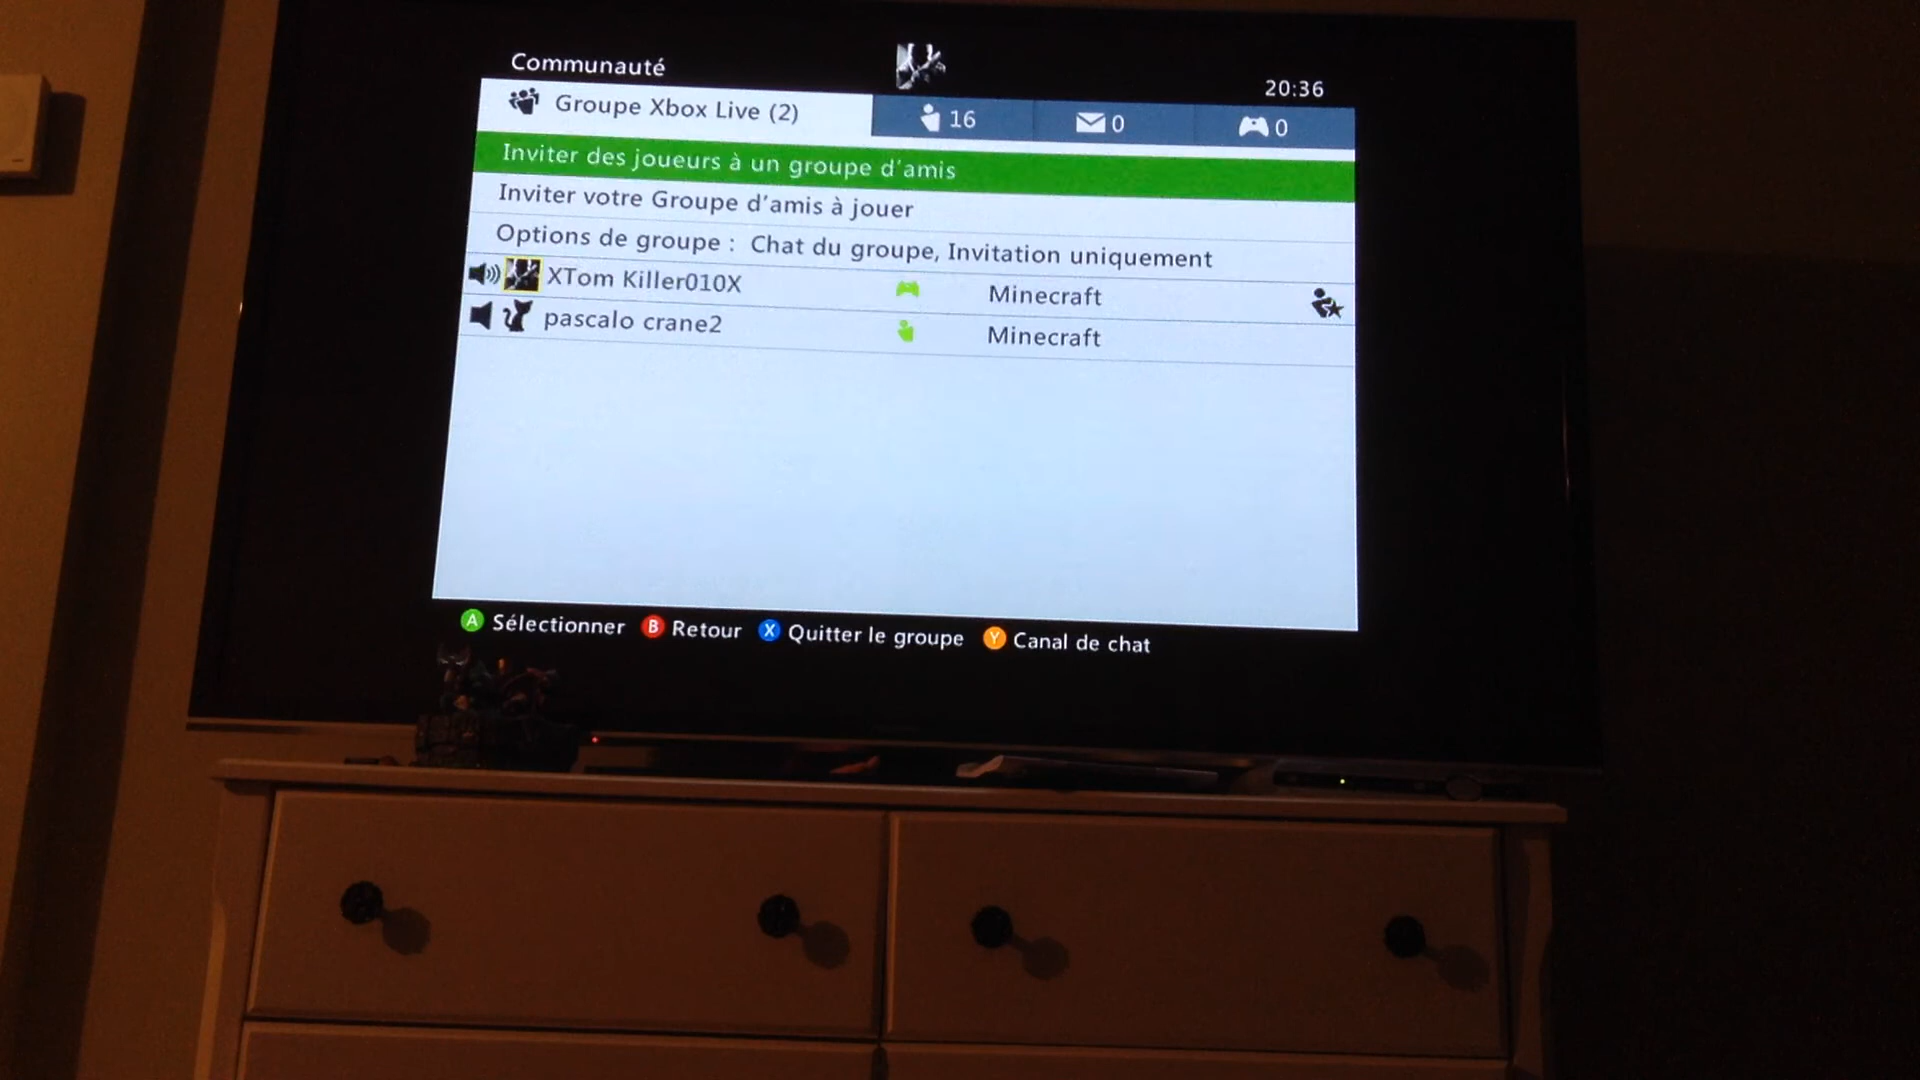 Communauté
20:36
Groupe Xbox Live (2)
16
0
0
Inviter des joueurs à un groupe d'amis
Inviter votre Groupe d'amis à jouer
Options de groupe : Chat du groupe, Invitation uniquement
XTom Killer010X Minecraft
pascalo crane2 Minecraft
A Sélectionner B Retour X Quitter le groupe Y Canal de chat